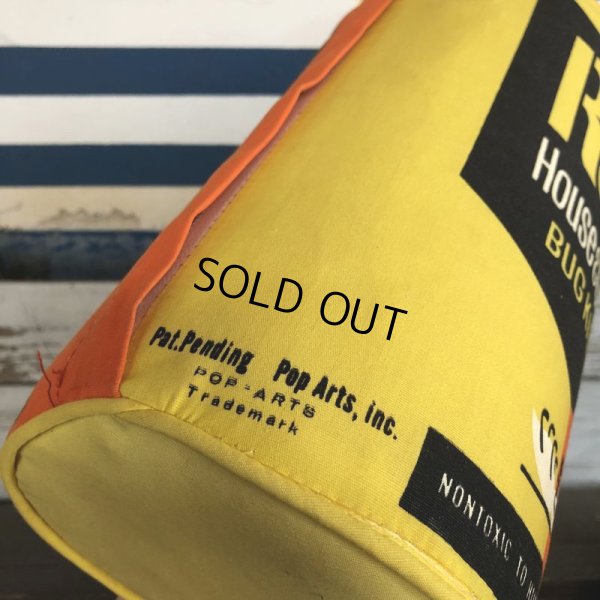 House
BUG
SOLD OUT
Pat.Pending Pop Arts, inc.
POP-ARTS
Trademark
NONTOXIC TO